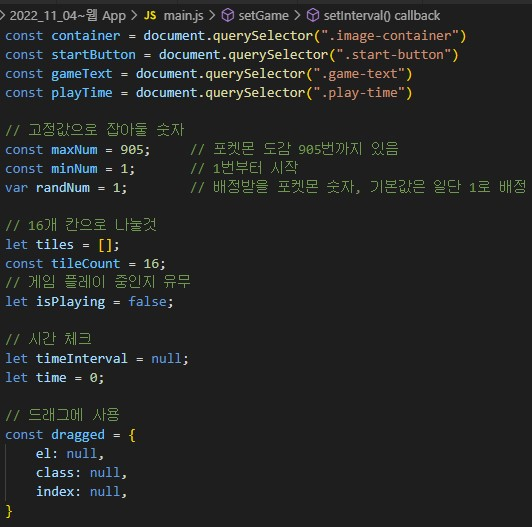 2022_11_04~웹 App > JS main.js > setGame > setInterval() callback
const container = document.querySelector(".image-container")
const startButton = document.querySelector(".start-button")
const gameText = document.querySelector(".game-text")
const playTime = document.querySelector(".play-time")
// 고정값으로 잡아둘 숫자
const maxNum = 905;     // 포켓몬 도감 905번까지 있음
const minNum = 1;       // 1번부터 시작
var randNum = 1;        // 배정받을 포켓몬 숫자, 기본값은 일단 1로 배정
// 16개 칸으로 나눌것
let tiles = [];
const tileCount = 16;
// 게임 플레이 중인지 유무
let isPlaying = false;
// 시간 체크
let timeInterval = null;
let time = 0;
// 드래그에 사용
const dragged = {
    el: null,
    class: null,
    index: null,
}